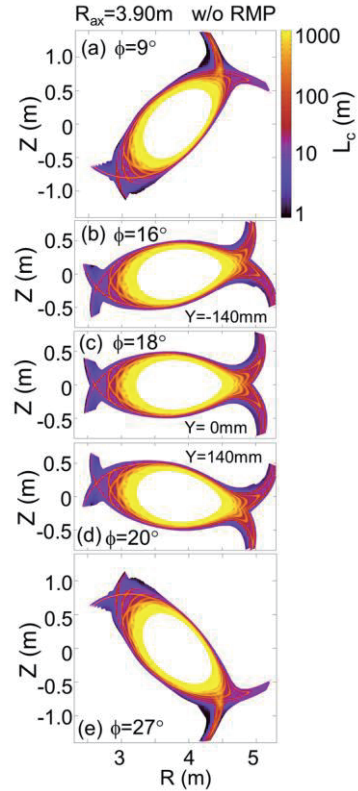 R_ax=3.90m w/o RMP
(a) ϕ=9°
1.0
0.5
0
-0.5
-1.0
Z (m)
1000
100
10
1
L_c (m)
(b) ϕ=16°
0.5
0
-0.5
Z (m)
Y=-140mm
(c) ϕ=18°
0.5
0
-0.5
Z (m)
Y= 0mm
Y=140mm
0.5
0
-0.5
Z (m)
(d) ϕ=20°
1.0
0.5
0
-0.5
-1.0
Z (m)
(e) ϕ=27°
3 4 5
R (m)